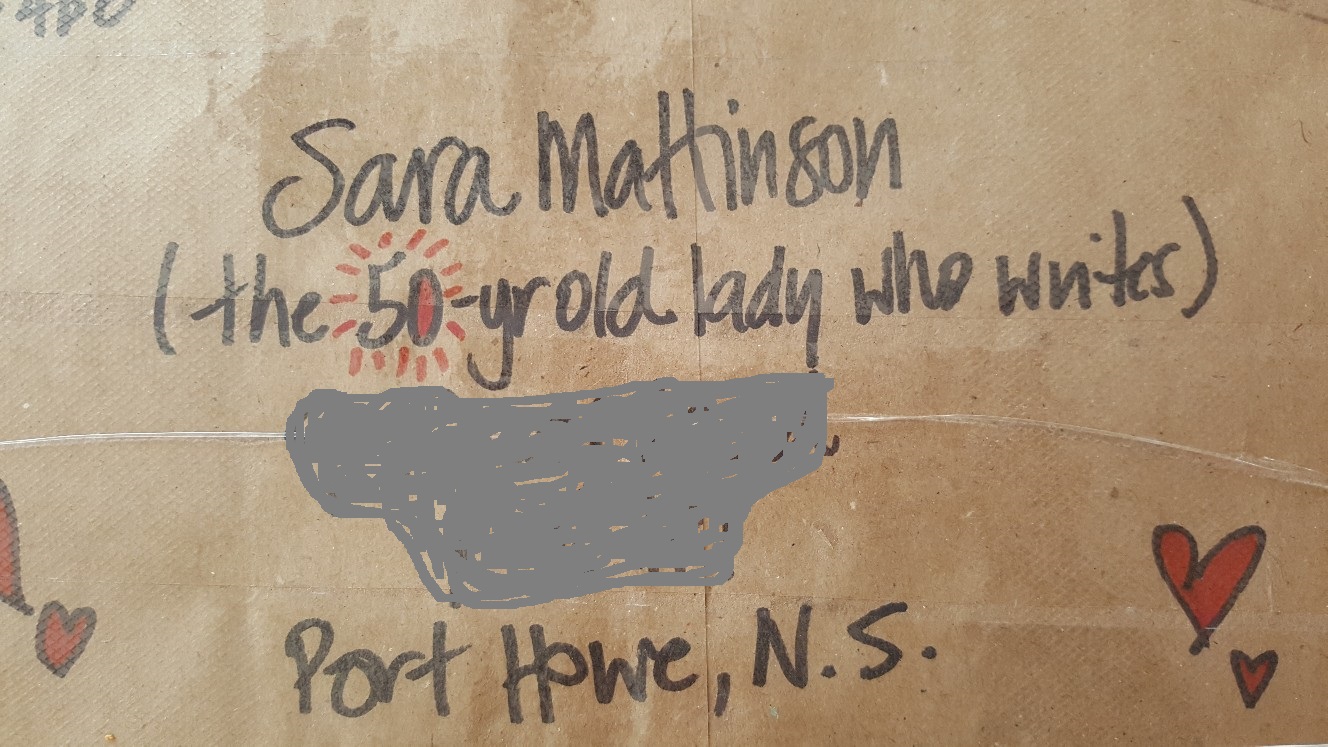 Sara Mattinson
(the 50-yr old lady who writes)
Port Howe, N.S.